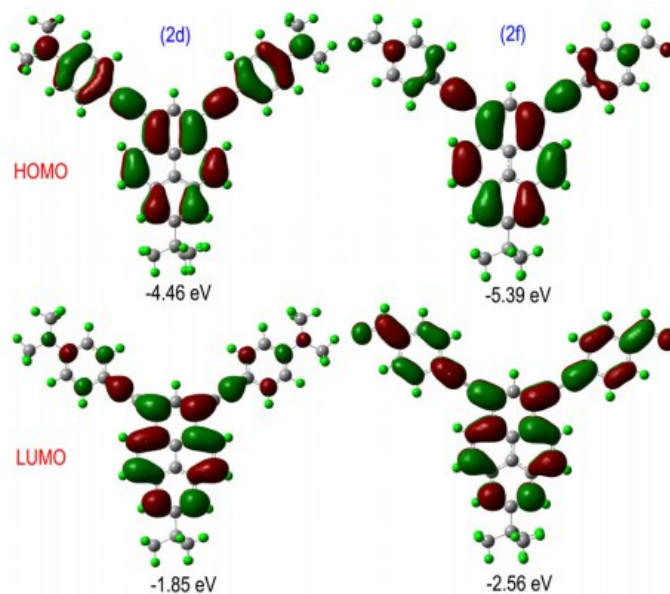 (2d)
(2f)
HOMO
-4.46 eV
-5.39 eV
LUMO
-1.85 eV
-2.56 eV